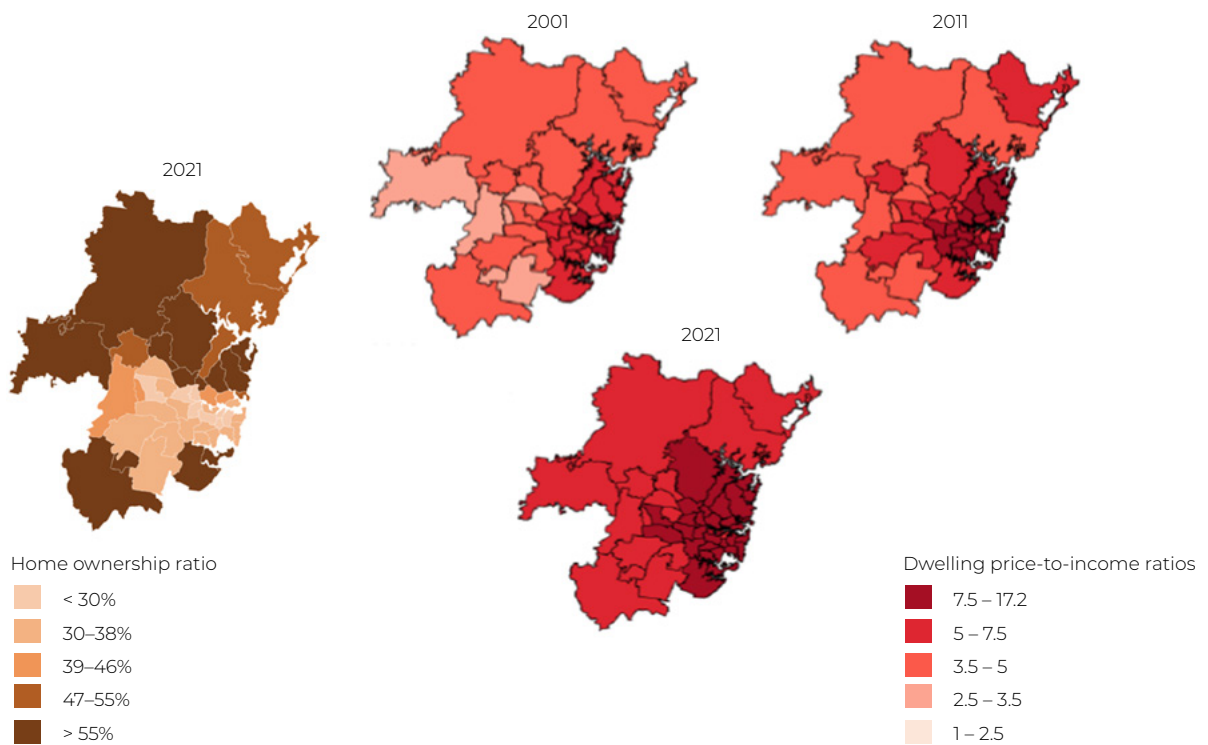 2001
2011
2021
2021
Home ownership ratio
< 30%
30–38%
39–46%
47–55%
> 55%
Dwelling price-to-income ratios
7.5 – 17.2
5 – 7.5
3.5 – 5
2.5 – 3.5
1 – 2.5